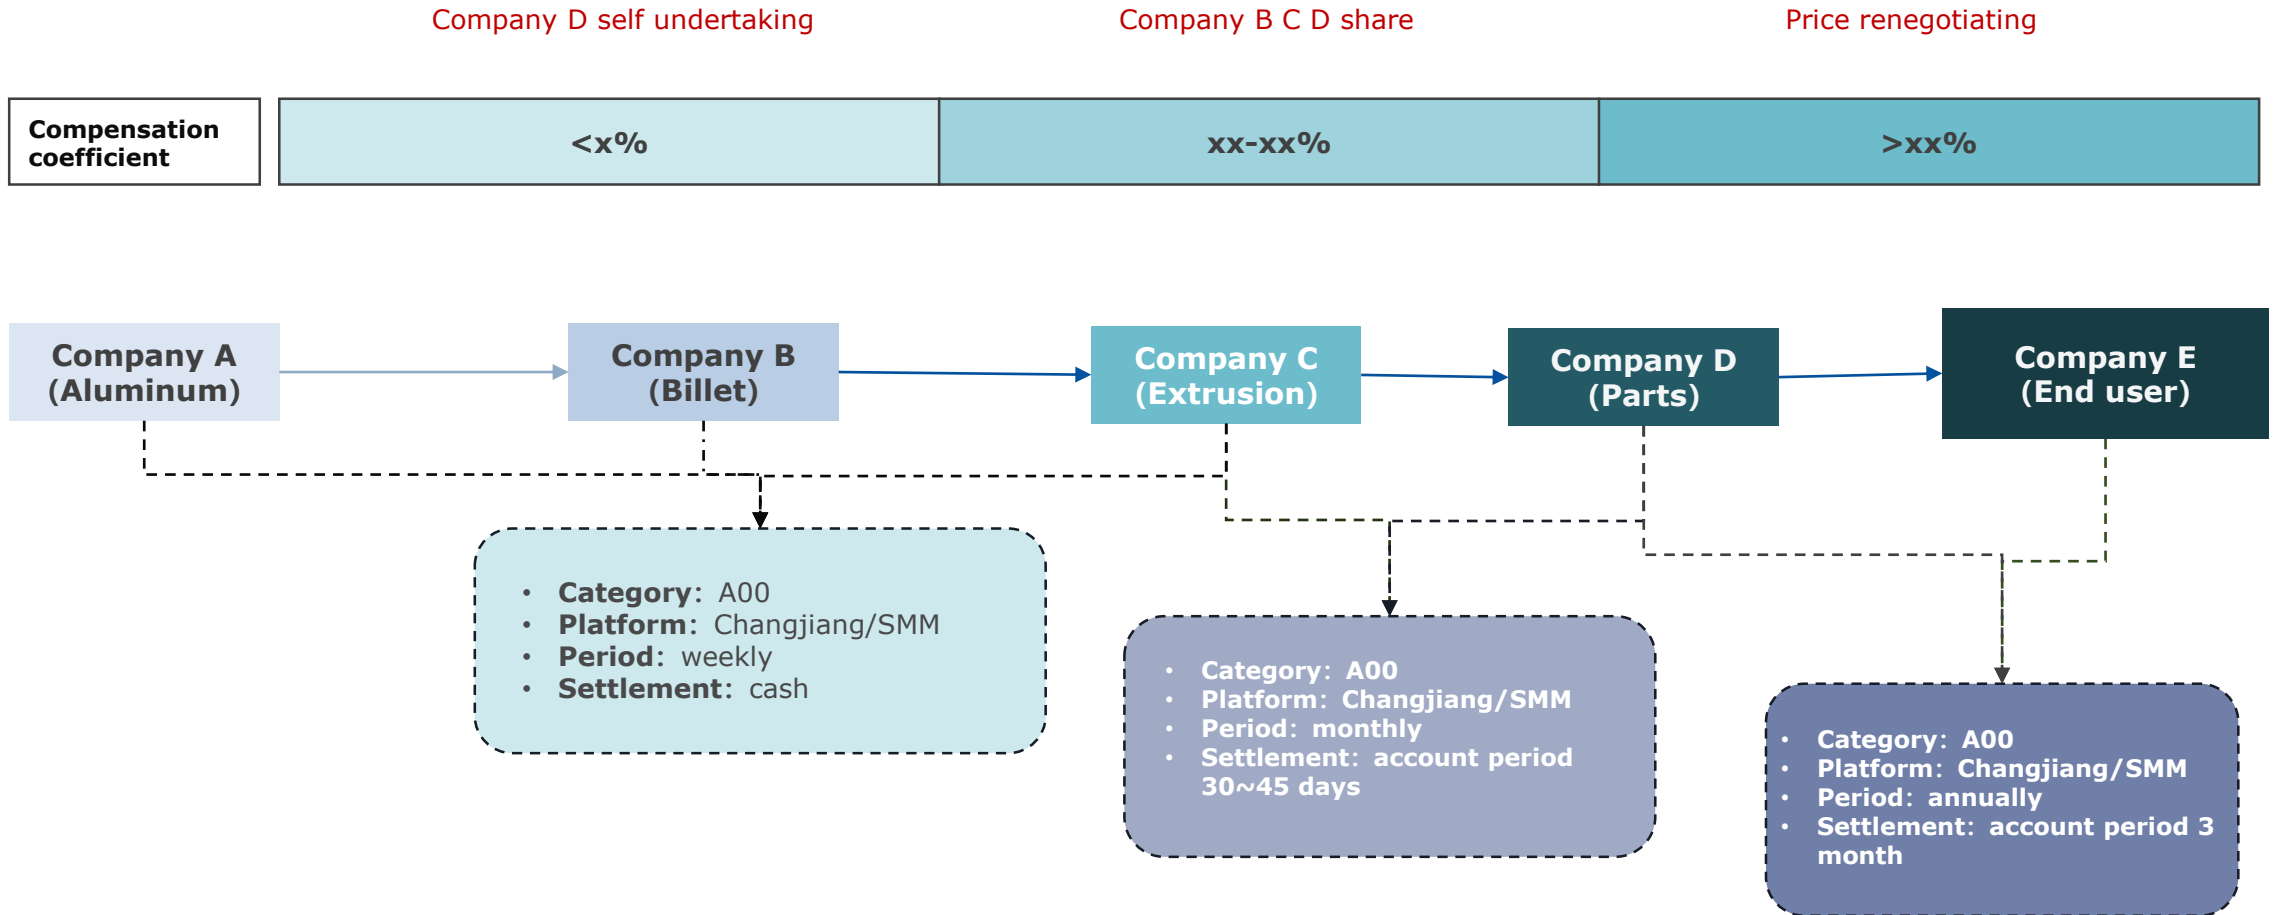 Company D self undertaking
Company B C D share
Price renegotiating
Compensation
coefficient
<x%
xx-xx%
>xx%
Company A
(Aluminum)
Company B
(Billet)
Company C
(Extrusion)
Company D
(Parts)
Company E
(End user)
• Category: A00
• Platform: Changjiang/SMM
• Period: weekly
• Settlement: cash
• Category: A00
• Platform: Changjiang/SMM
• Period: monthly
• Settlement: account period
30~45 days
• Category: A00
• Platform: Changjiang/SMM
• Period: annually
• Settlement: account period 3
month